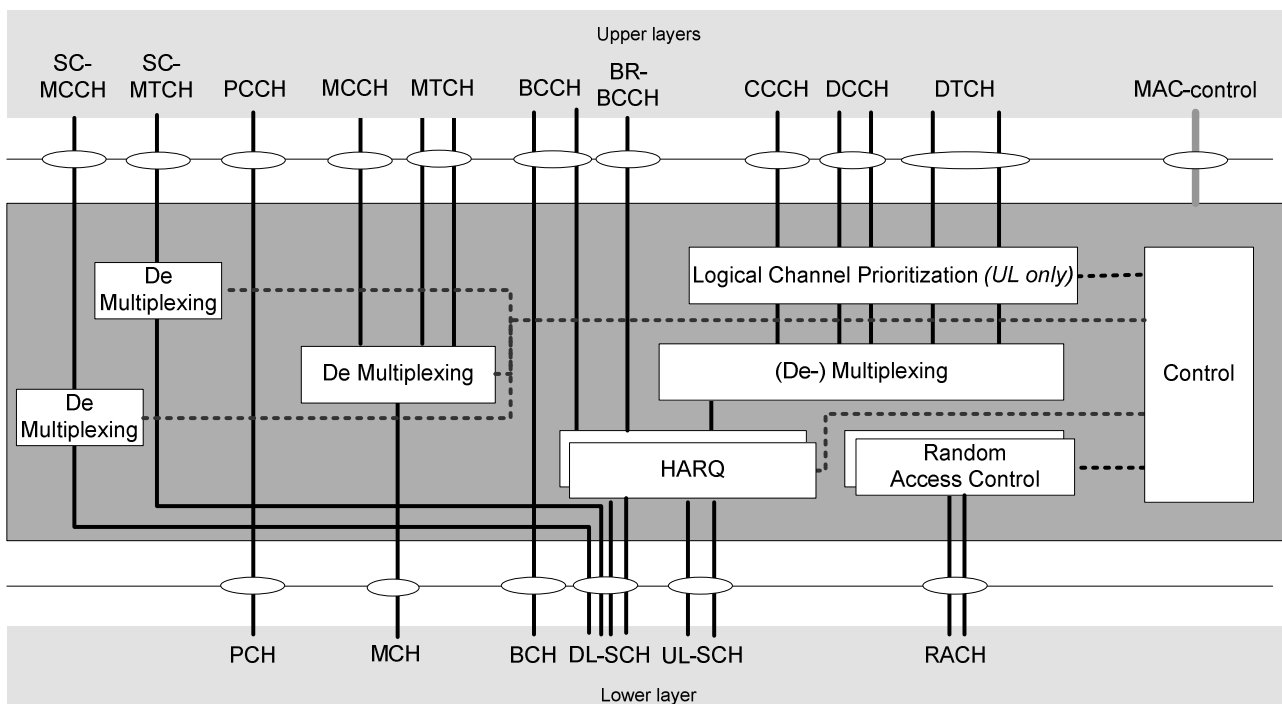 Upper layers
SC-
MCCH
SC-
MTCH
PCCH
MCCH
MTCH
BCCH
BR-
BCCH
CCCH
DCCH
DTCH
MAC-control
De
Multiplexing
Logical Channel Prioritization (UL only)
De Multiplexing
(De-) Multiplexing
Control
De
Multiplexing
HARQ
Random
Access Control
PCH
MCH
BCH
DL-SCH
UL-SCH
RACH
Lower layer